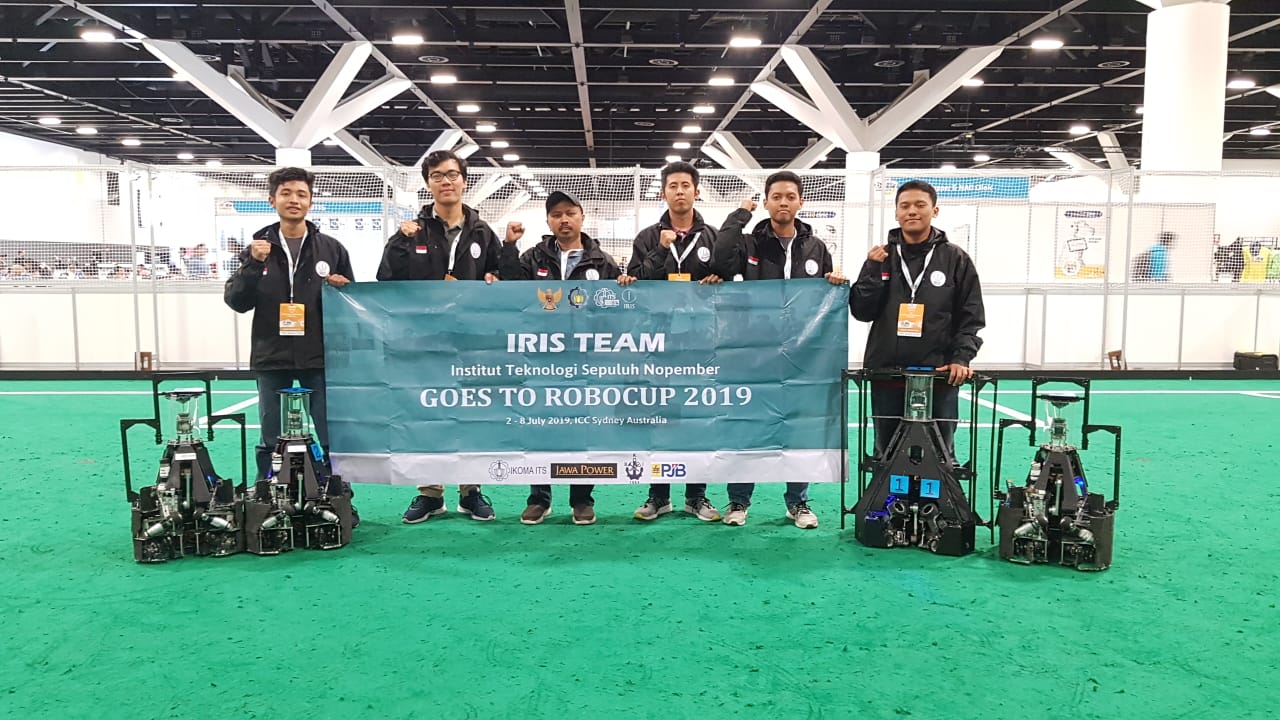 IRIS
IRIS TEAM
Institut Teknologi Sepuluh Nopember
GOES TO ROBOCUP 2019
2 - 8 July 2019, ICC Sydney Australia
IKOMA ITS
JAWA POWER
PJB
1 1